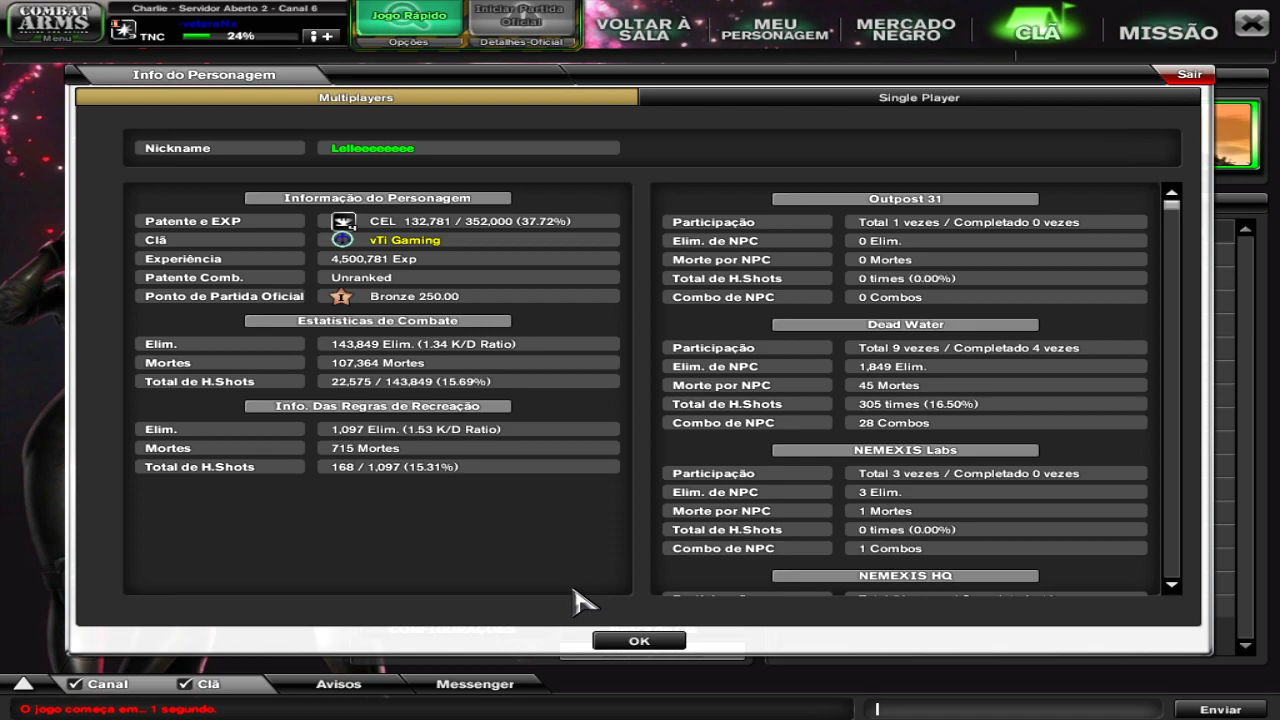 COMBAT ARMS
Menu
Charlie - Servidor Aberto 2 - Canal 6
TNC
24%
Jogo Rápido
Opções
Iniciar Partida Oficial
Detalhes-Oficial
VOLTAR À SALA
MEU PERSONAGEM
MERCADO NEGRO
CLÃ
MISSÃO
Info do Personagem
Sair
Multiplayers
Single Player
Nickname
Lelleeeeeeee
Informação do Personagem
Patente e EXP CEL 132,781 / 352,000 (37.72%)
Clã vTi Gaming
Experiência 4,500,781 Exp
Patente Comb. Unranked
Ponto de Partida Oficial Bronze 250.00
Estatísticas de Combate
Elim. 143,849 Elim. (1.34 K/D Ratio)
Mortes 107,364 Mortes
Total de H.Shots 22,575 / 143,849 (15.69%)
Info. Das Regras de Recreação
Elim. 1,097 Elim. (1.53 K/D Ratio)
Mortes 715 Mortes
Total de H.Shots 168 / 1,097 (15.31%)
Outpost 31
Participação Total 1 vezes / Completado 0 vezes
Elim. de NPC 0 Elim.
Morte por NPC 0 Mortes
Total de H.Shots 0 times (0.00%)
Combo de NPC 0 Combos
Dead Water
Participação Total 9 vezes / Completado 4 vezes
Elim. de NPC 1,849 Elim.
Morte por NPC 45 Mortes
Total de H.Shots 305 times (16.50%)
Combo de NPC 28 Combos
NEMEXIS Labs
Participação Total 3 vezes / Completado 0 vezes
Elim. de NPC 3 Elim.
Morte por NPC 1 Mortes
Total de H.Shots 0 times (0.00%)
Combo de NPC 1 Combos
NEMEXIS HQ
OK
Canal
Clã
Avisos
Messenger
O jogo começa em... 1 segundo.
Enviar